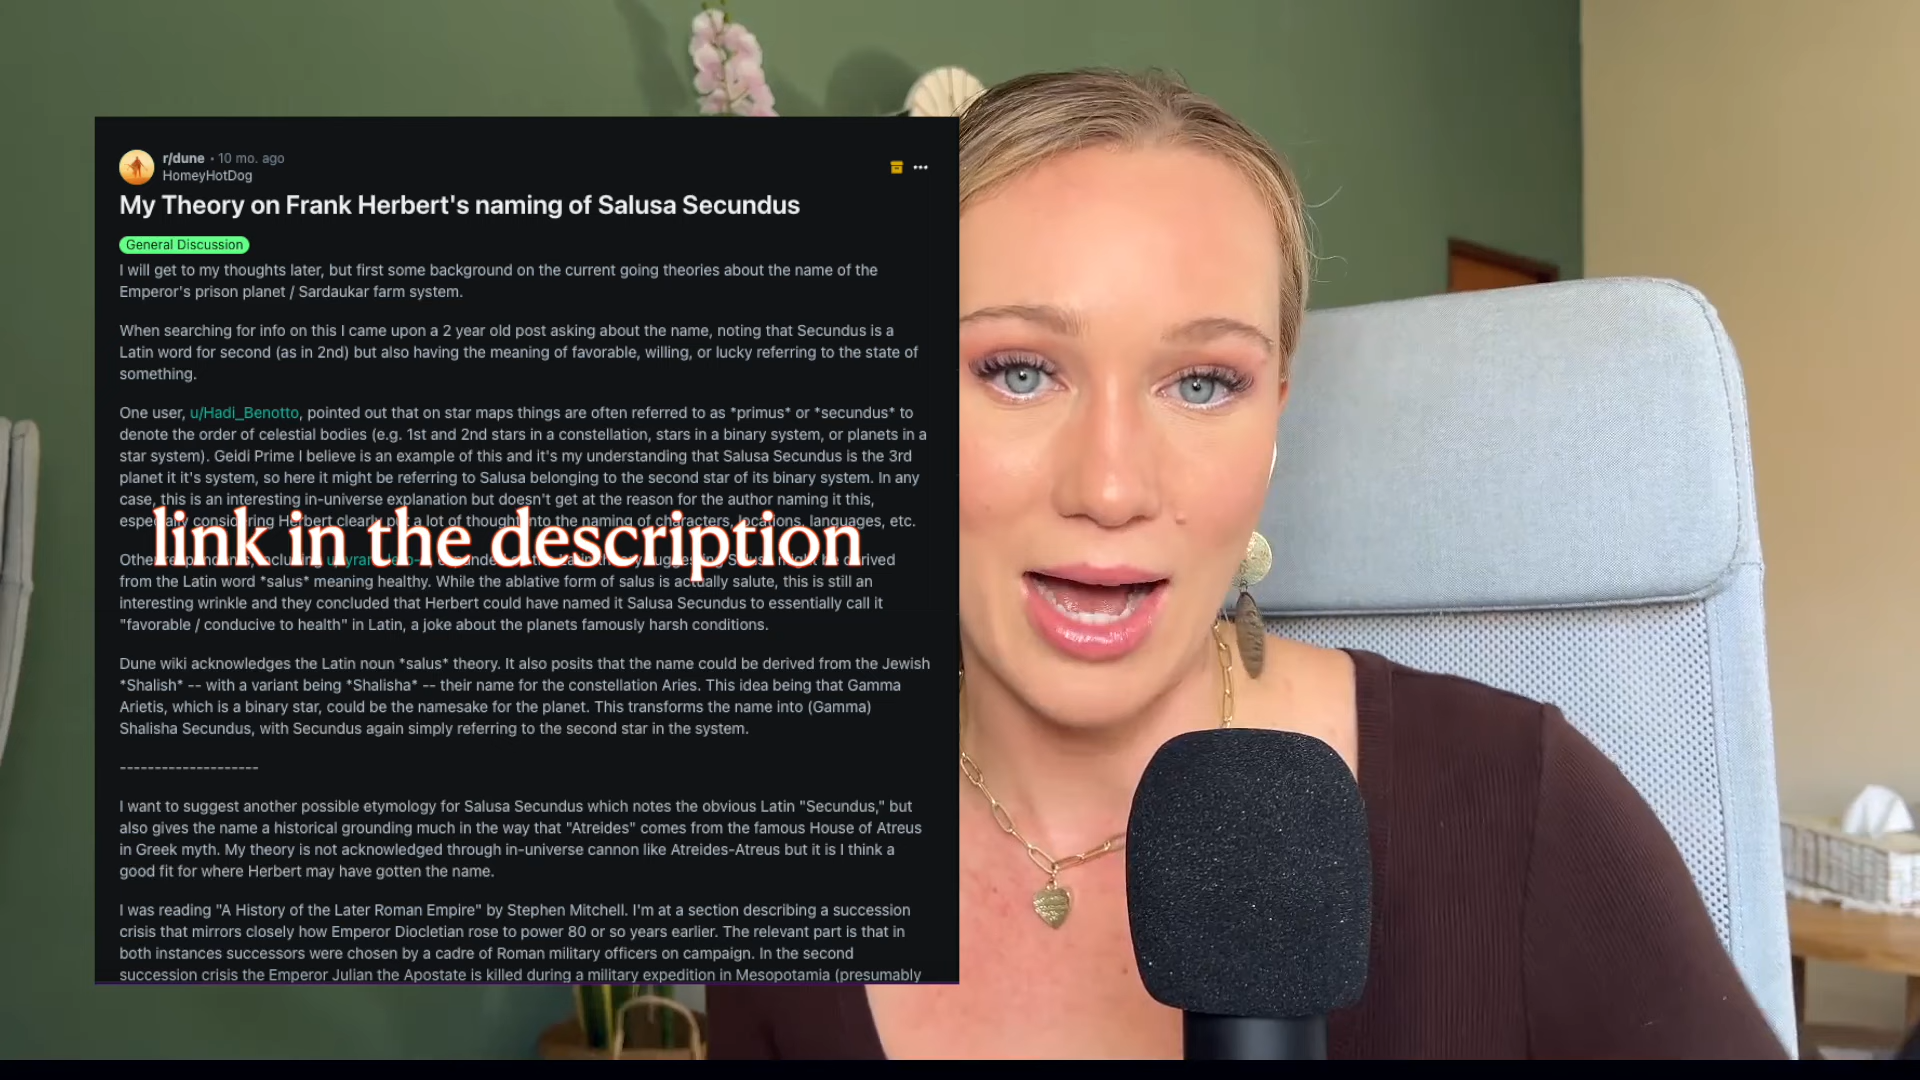 r/dune • 10 mo. ago
HomeyHotDog
My Theory on Frank Herbert's naming of Salusa Secundus
General Discussion
I will get to my thoughts later, but first some background on the current going theories about the name of the
Emperor's prison planet / Sardaukar farm system.
When searching for info on this I came upon a 2 year old post asking about the name, noting that Secundus is a
Latin word for second (as in 2nd) but also having the meaning of favorable, willing, or lucky referring to the state of
something.
One user, u/Hadi_Benotto, pointed out that on star maps things are often referred to as *primus* or *secundus* to
denote the order of celestial bodies (e.g. 1st and 2nd stars in a constellation, stars in a binary system, or planets in a
star system). Geidi Prime I believe is an example of this and it's my understanding that Salusa Secundus is the 3rd
planet it it's system, so here it might be referring to Salusa belonging to the second star of its binary system. In any
case, this is an interesting in-universe explanation but doesn't get at the reason for the author naming it this,
especially considering Herbert clearly put a lot of thought into the naming of characters, locations, languages, etc.
link in the description
Other respondents, including Salusa might be derived
from the Latin word *salus* meaning healthy. While the ablative form of salus is actually salute, this is still an
interesting wrinkle and they concluded that Herbert could have named it Salusa Secundus to essentially call it
"favorable / conducive to health" in Latin, a joke about the planets famously harsh conditions.
Dune wiki acknowledges the Latin noun *salus* theory. It also posits that the name could be derived from the Jewish
*Shalish* -- with a variant being *Shalisha* -- their name for the constellation Aries. This idea being that Gamma
Arietis, which is a binary star, could be the namesake for the planet. This transforms the name into (Gamma)
Shalisha Secundus, with Secundus again simply referring to the second star in the system.
--------------------
I want to suggest another possible etymology for Salusa Secundus which notes the obvious Latin "Secundus," but
also gives the name a historical grounding much in the way that "Atreides" comes from the famous House of Atreus
in Greek myth. My theory is not acknowledged through in-universe cannon like Atreides-Atreus but it is I think a
good fit for where Herbert may have gotten the name.
I was reading "A History of the Later Roman Empire" by Stephen Mitchell. I'm at a section describing a succession
crisis that mirrors closely how Emperor Diocletian rose to power 80 or so years earlier. The relevant part is that in
both instances successors were chosen by a cadre of Roman military officers on campaign. In the second
succession crisis the Emperor Julian the Apostate is killed during a military expedition in Mesopotamia (presumably